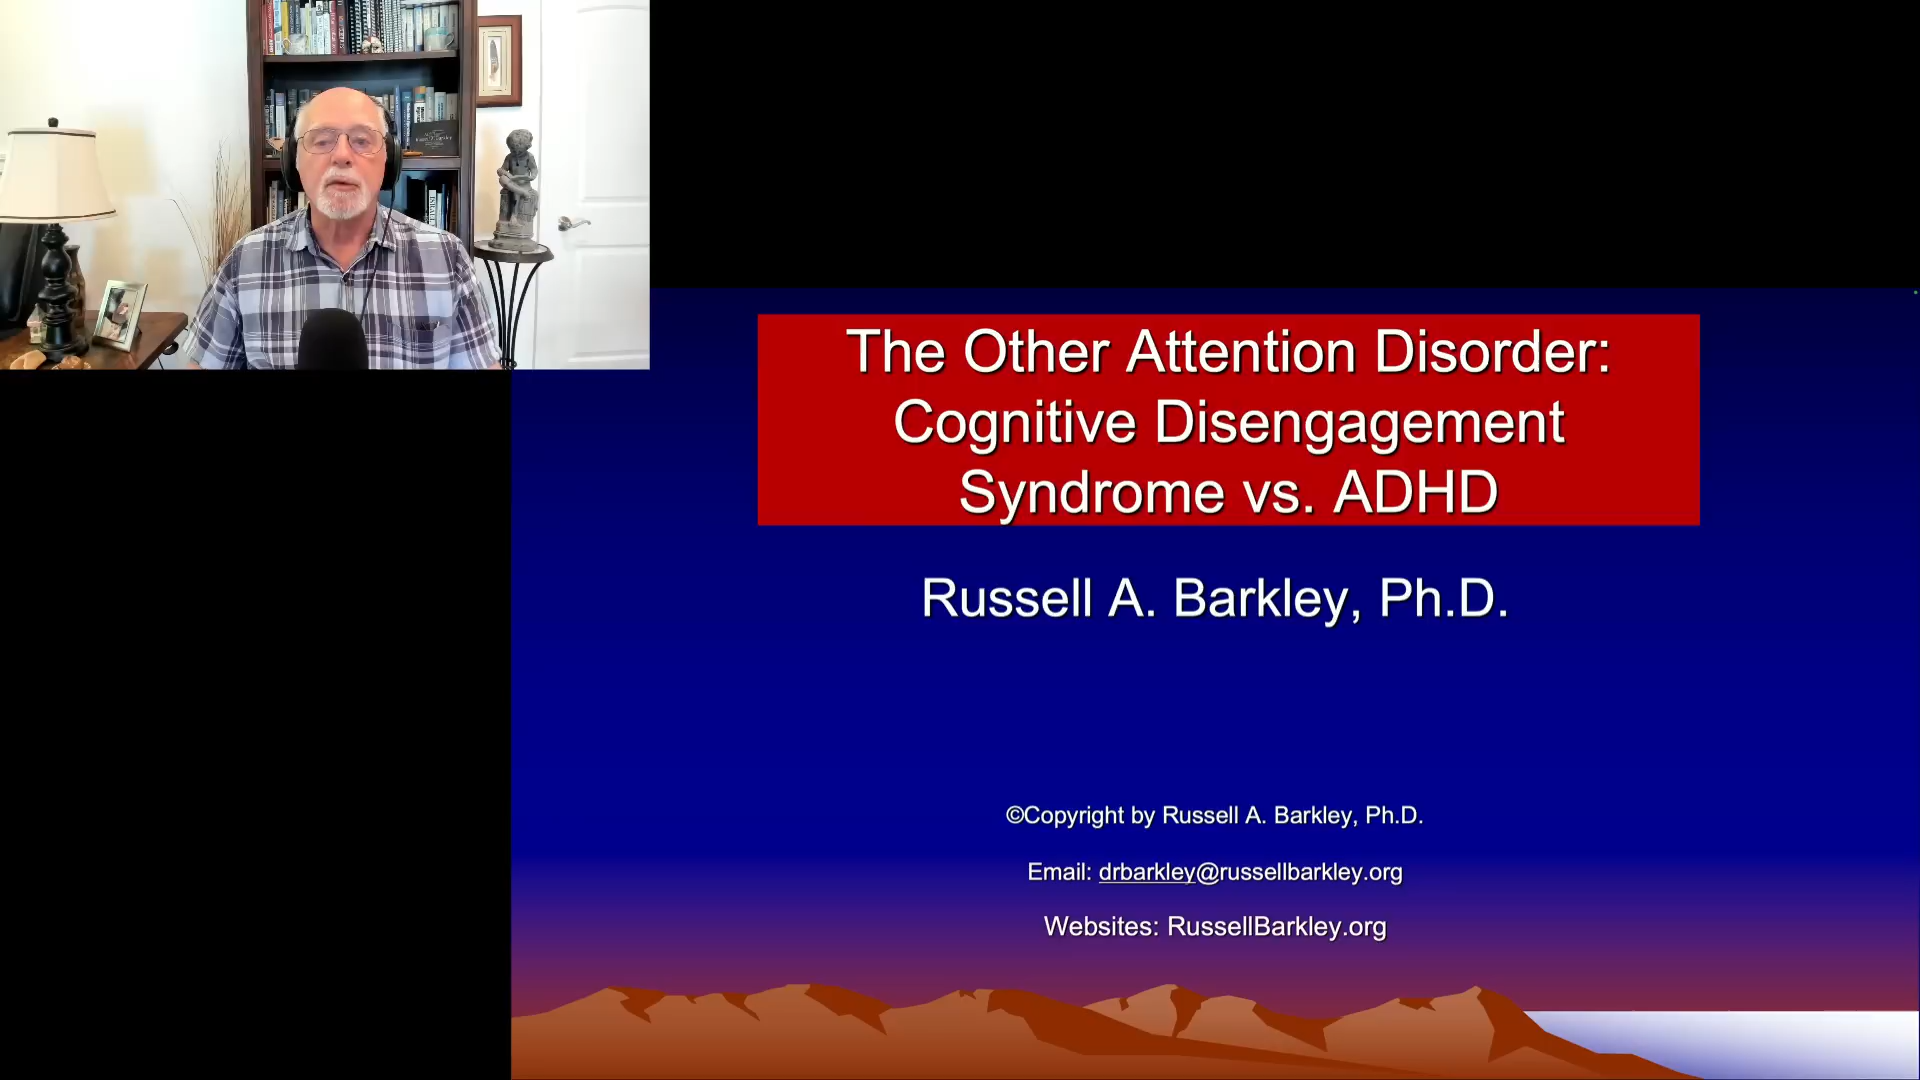 The Other Attention Disorder:
Cognitive Disengagement
Syndrome vs. ADHD
Russell A. Barkley, Ph.D.
©Copyright by Russell A. Barkley, Ph.D.
Email: drbarkley@russellbarkley.org
Websites: RussellBarkley.org